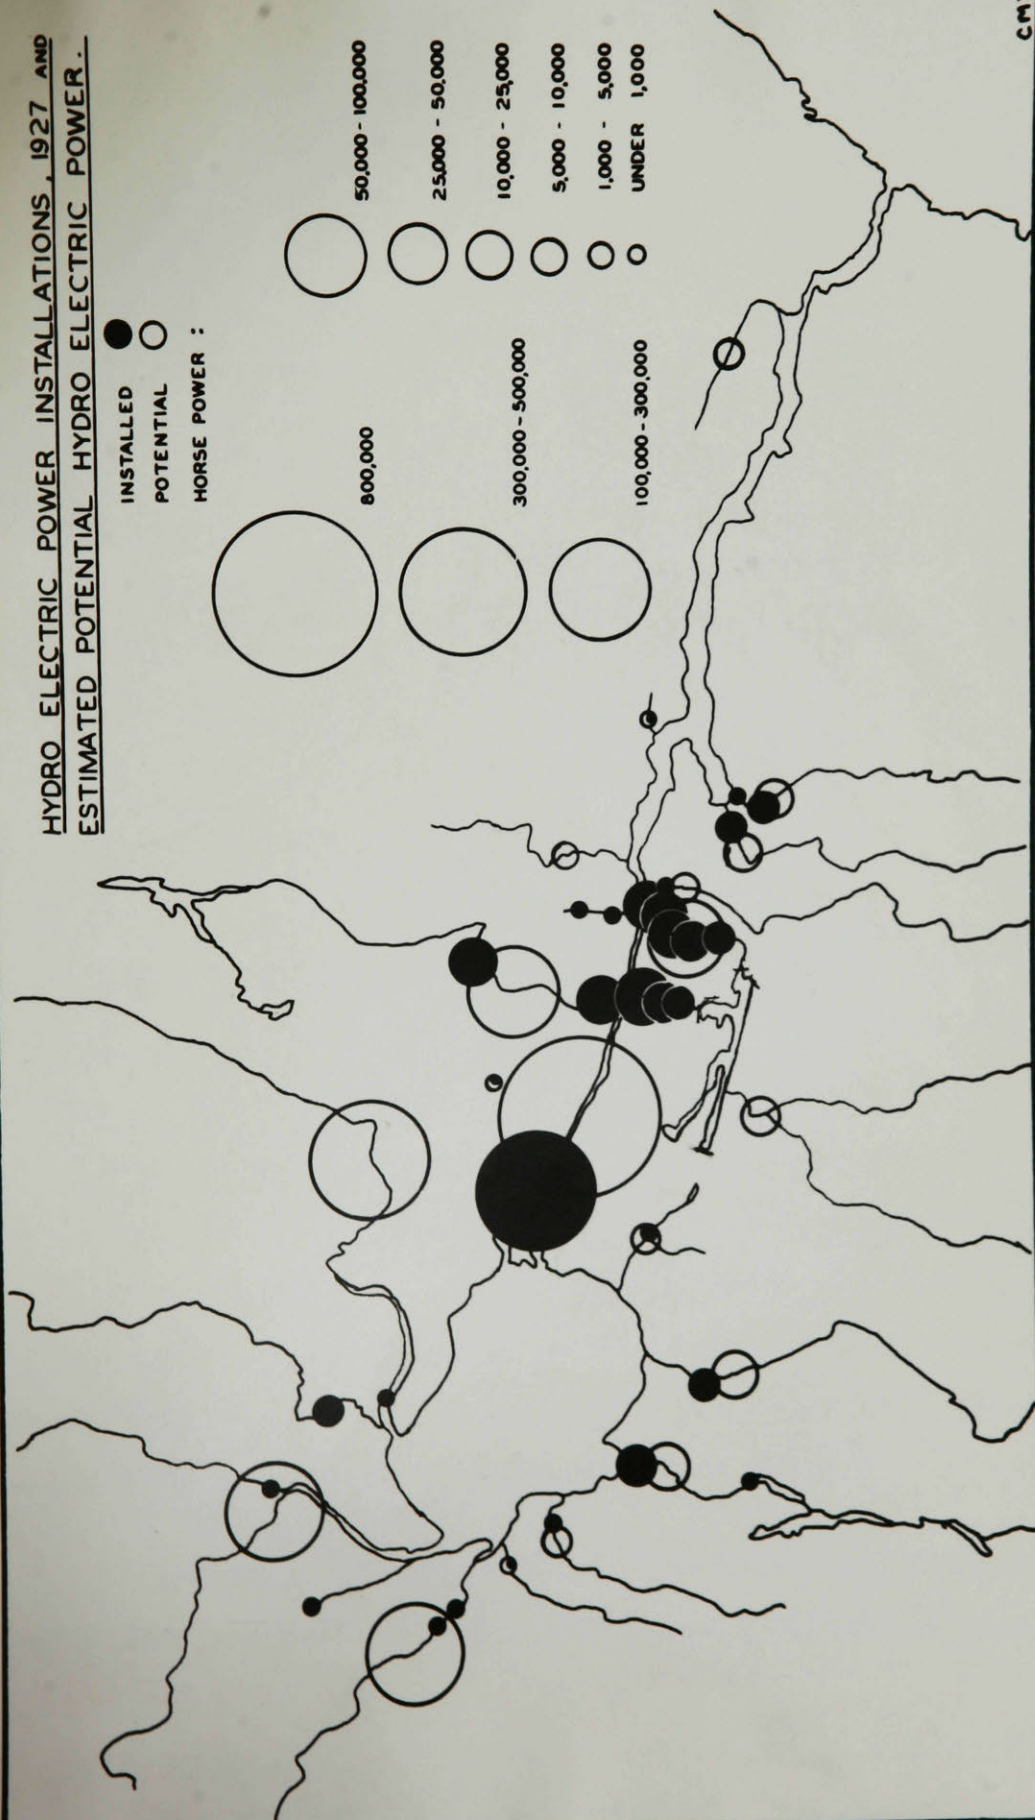 HYDRO ELECTRIC POWER INSTALLATIONS, 1927 AND
ESTIMATED POTENTIAL HYDRO ELECTRIC POWER.
INSTALLED
POTENTIAL
HORSE POWER :
800,000
300,000-500,000
100,000-300,000
50,000-100,000
25,000-50,000
10,000-25,000
5,000-10,000
1,000-5,000
UNDER 1,000